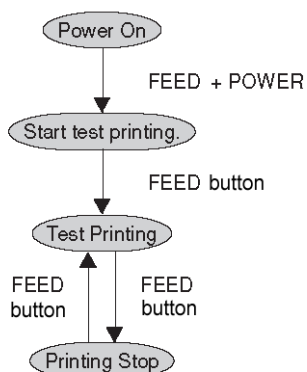 Power On
FEED + POWER
Start test printing.
FEED button
Test Printing
FEED
button
FEED
button
Printing Stop